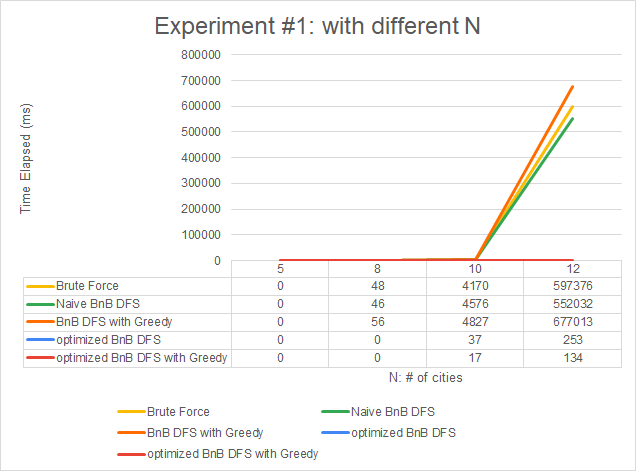 Experiment #1: with different N
800000
700000
600000
500000
400000
300000
200000
100000
0
Time Elapsed (ms)
5 8 10 12
Brute Force 0 48 4170 597376
Naive BnB DFS 0 46 4576 552032
BnB DFS with Greedy 0 56 4827 677013
optimized BnB DFS 0 0 37 253
optimized BnB DFS with Greedy 0 0 17 134
N: # of cities
Brute Force Naive BnB DFS
BnB DFS with Greedy optimized BnB DFS
optimized BnB DFS with Greedy